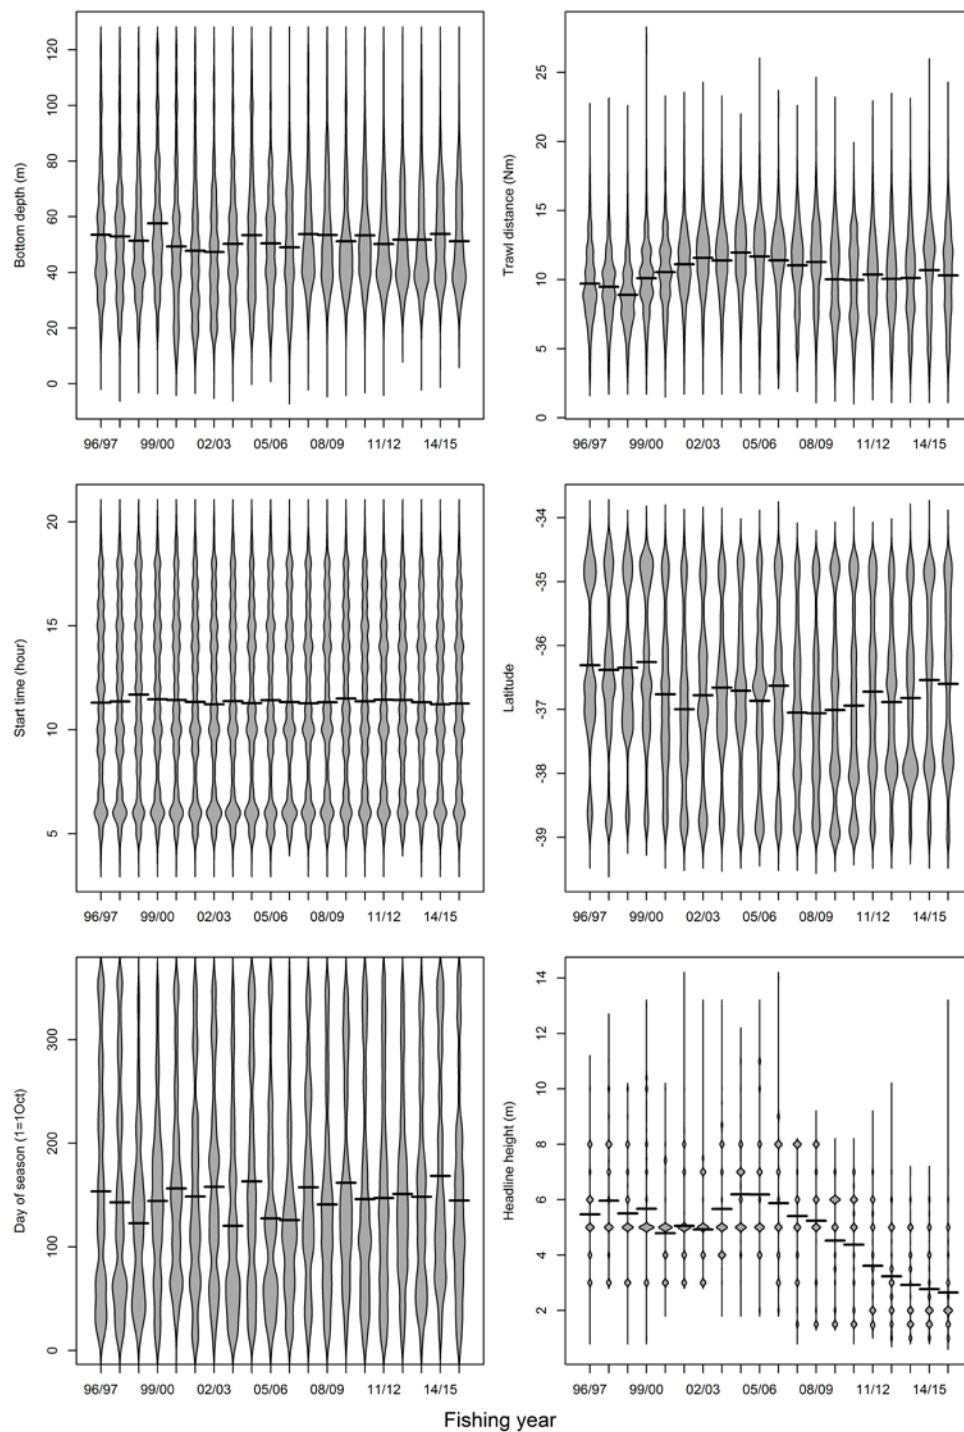 Bottom depth (m)
0 20 40 60 80 100 120
96/97 99/00 02/03 05/06 08/09 11/12 14/15
Trawl distance (Nm)
0 5 10 15 20 25
96/97 99/00 02/03 05/06 08/09 11/12 14/15
Start time (hour)
5 10 15 20
96/97 99/00 02/03 05/06 08/09 11/12 14/15
Latitude
-39 -38 -37 -36 -35 -34
96/97 99/00 02/03 05/06 08/09 11/12 14/15
Day of season (1=1Oct)
0 100 200 300
96/97 99/00 02/03 05/06 08/09 11/12 14/15
Headline height (m)
2 4 6 8 10 12 14
96/97 99/00 02/03 05/06 08/09 11/12 14/15
Fishing year